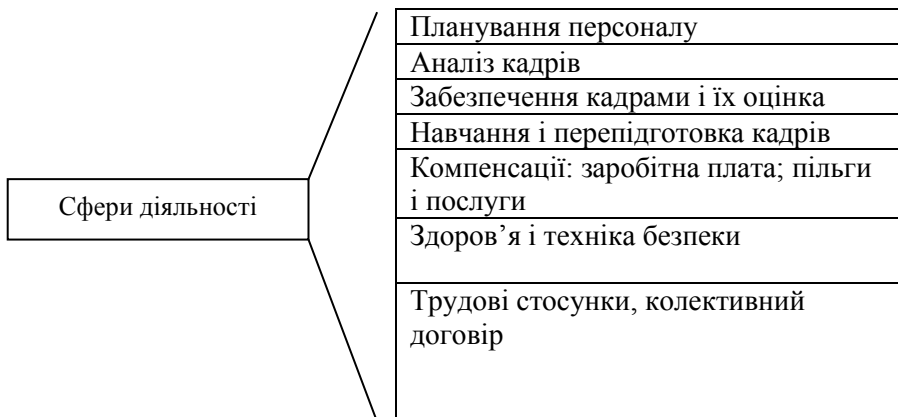 Сфери діяльності
Планування персоналу
Аналіз кадрів
Забезпечення кадрами і їх оцінка
Навчання і перепідготовка кадрів
Компенсації: заробітна плата; пільги
і послуги
Здоров’я і техніка безпеки
Трудові стосунки, колективний
договір